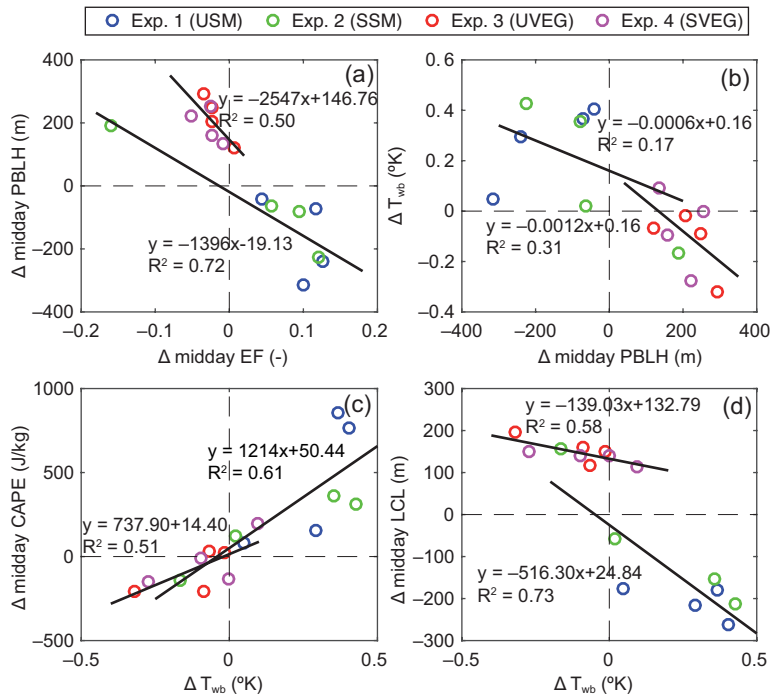 Exp. 1 (USM) Exp. 2 (SSM) Exp. 3 (UVEG) Exp. 4 (SVEG)
(a)
Δ midday PBLH (m)
400
200
0
−200
−400
y = −2547x+146.76
R² = 0.50
y = −1396x-19.13
R² = 0.72
−0.2 −0.1 0 0.1 0.2
Δ midday EF (-)
(b)
Δ T_wb (ºK)
0.6
0.4
0.2
0
−0.2
0.4
y = −0.0006x+0.16
R² = 0.17
y = −0.0012x+0.16
R² = 0.31
−400 −200 0 200 400
Δ midday PBLH (m)
(c)
Δ midday CAPE (J/kg)
1000
500
0
−500
y = 1214x+50.44
R² = 0.61
y = 737.90+14.40
R² = 0.51
−0.5 0 0.5
Δ T_wb (ºK)
(d)
Δ midday LCL (m)
300
200
100
0
−100
−200
−300
y = −139.03x+132.79
R² = 0.58
y = −516.30+24.84
R² = 0.73
−0.5 0 0.5
Δ T_wb (ºK)